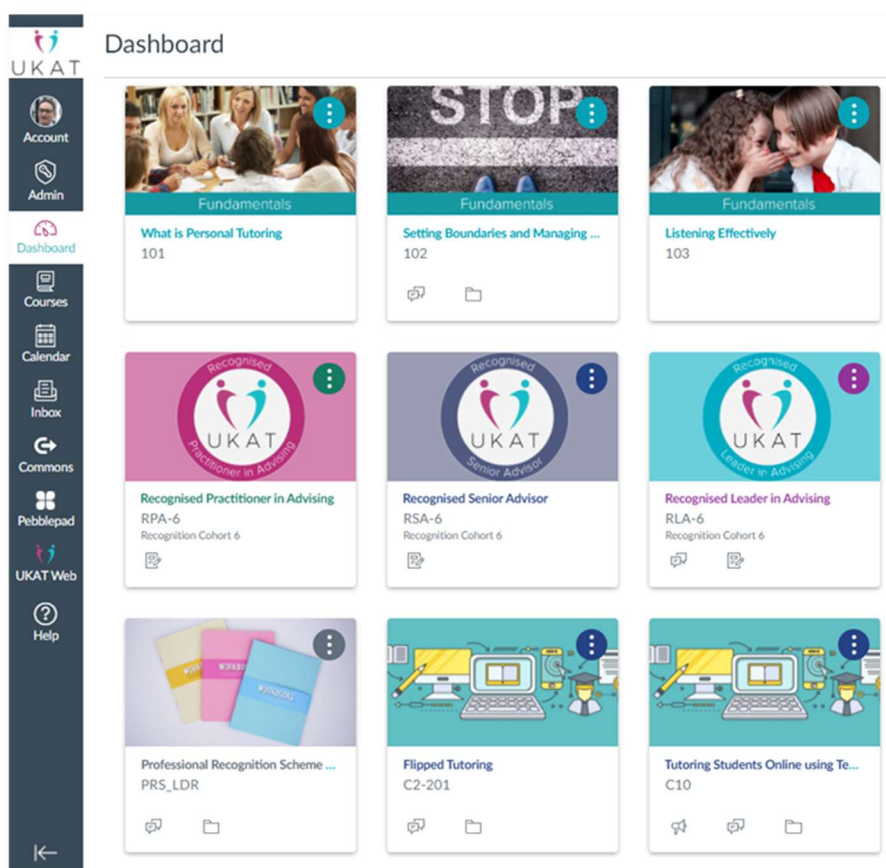 UKAT
Dashboard
Account
Admin
Dashboard
Courses
Calendar
Inbox
Commons
Pebblepad
UKAT Web
Help
STOP
Fundamentals
Fundamentals
Fundamentals
What is Personal Tutoring
101
Setting Boundaries and Managing ...
102
Listening Effectively
103
Recognised
UKAT
Practitioner in Advising
Recognised
UKAT
Senior Advisor
Recognised
UKAT
Leader in Advising
Recognised Practitioner in Advising
RPA-6
Recognition Cohort 6
Recognised Senior Advisor
RSA-6
Recognition Cohort 6
Recognised Leader in Advising
RLA-6
Recognition Cohort 6
Professional Recognition Scheme ...
PRS_LDR
Flipped Tutoring
C2-201
Tutoring Students Online using Te...
C10